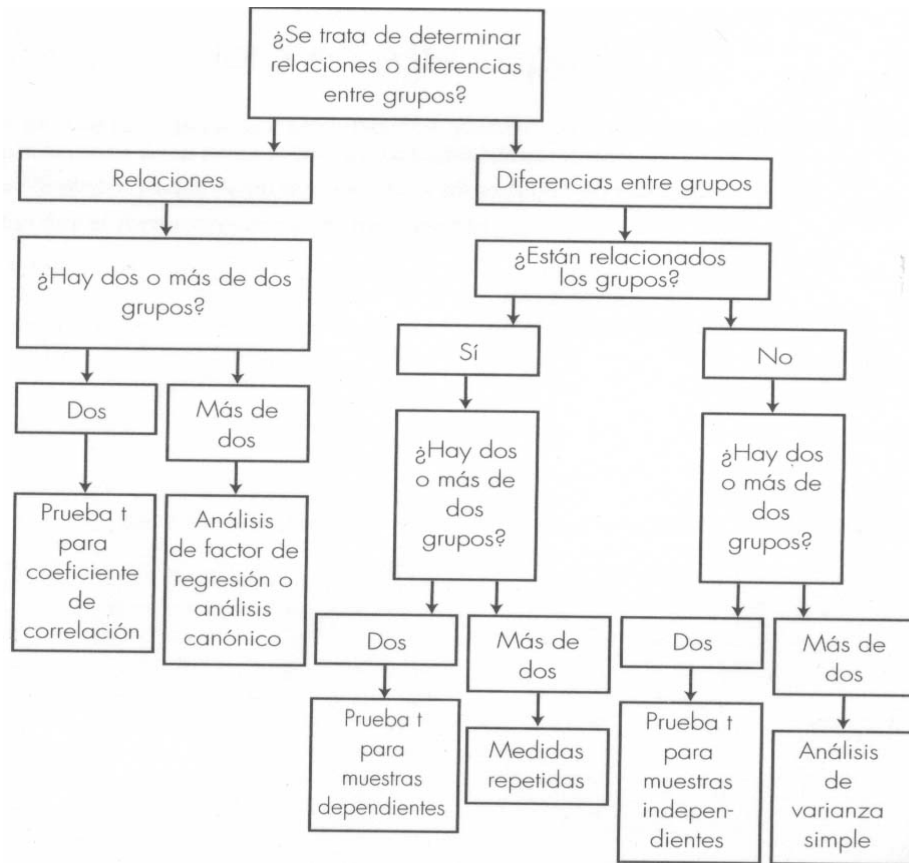 ¿Se trata de determinar
relaciones o diferencias
entre grupos?
Relaciones
Diferencias entre grupos
¿Hay dos o más de dos
grupos?
¿Están relacionados
los grupos?
Sí
No
Dos
Más de
dos
¿Hay dos
o más de
dos
grupos?
¿Hay dos
o más de
dos
grupos?
Prueba t
para
coeficiente
de
correlación
Análisis
de factor de
regresión o
análisis
canónico
Dos
Más de
dos
Dos
Más de
dos
Prueba t
para
muestras
dependientes
Medidas
repetidas
Prueba t
para
muestras
indepen-
dientes
Análisis
de
varianza
simple